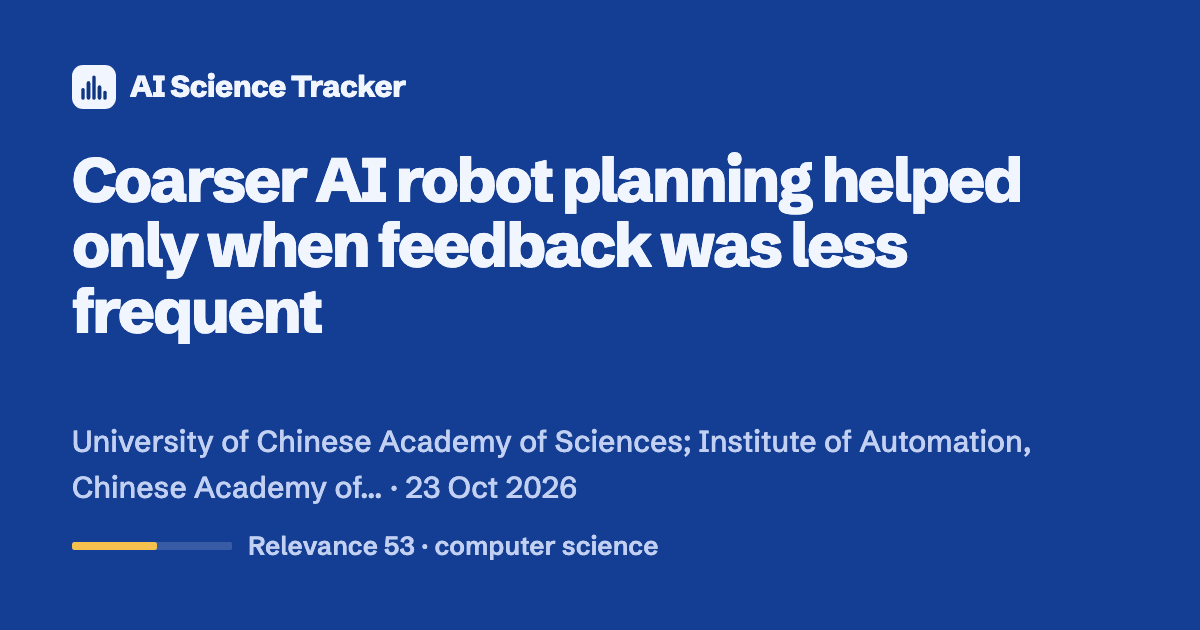 AI Science Tracker
Coarser AI robot planning helped
only when feedback was less
frequent
University of Chinese Academy of Sciences; Institute of Automation,
Chinese Academy of... · 23 Oct 2026
Relevance 53 · computer science